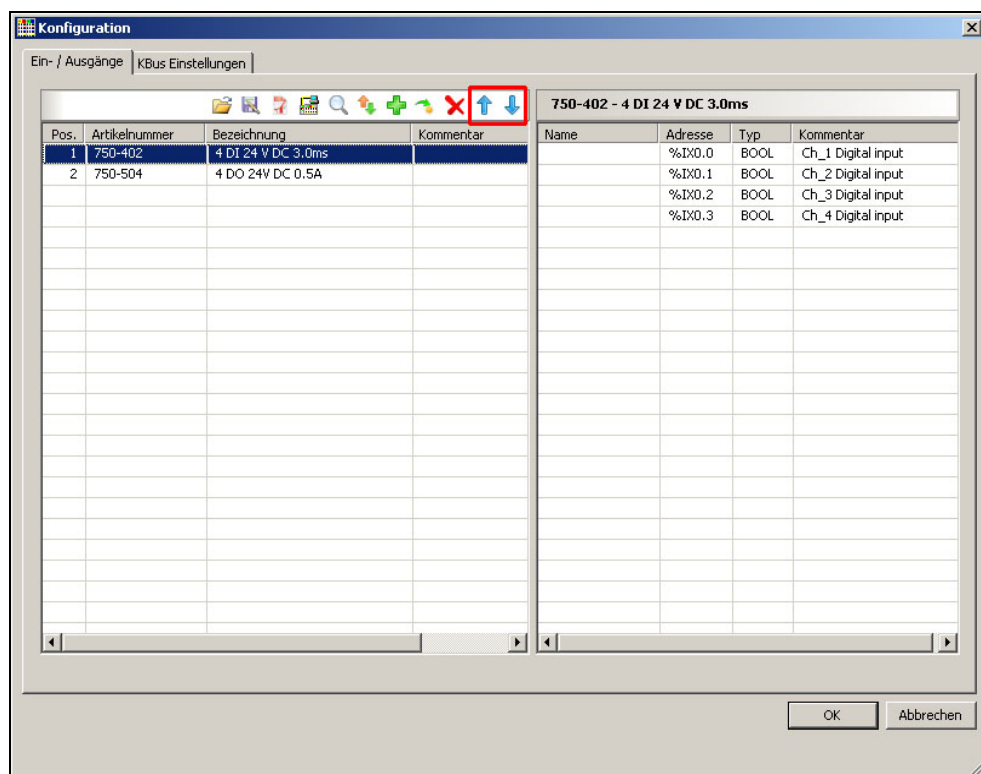 Konfiguration
Ein- / Ausgänge KBus Einstellungen
750-402 - 4 DI 24 V DC 3.0ms
Pos. Artikelnummer Bezeichnung Kommentar Name Adresse Typ Kommentar
1 750-402 4 DI 24 V DC 3.0ms %IX0.0 BOOL Ch_1 Digital input
2 750-504 4 DO 24V DC 0.5A %IX0.1 BOOL Ch_2 Digital input
%IX0.2 BOOL Ch_3 Digital input
%IX0.3 BOOL Ch_4 Digital input
OK Abbrechen